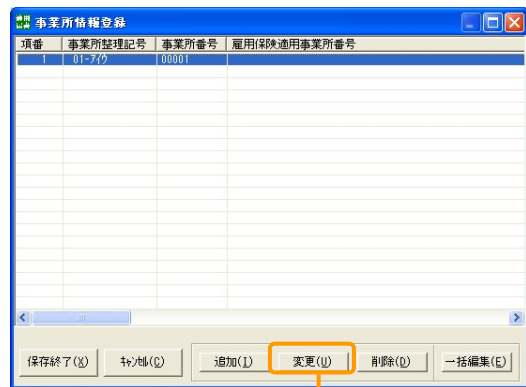 事業所情報登録
項番 事業所整理記号 事業所番号 雇用保険適用事業所番号
1 01-アイウ 00001
保存終了(X) キャンセル(C) 追加(I) 変更(U) 削除(D) 一括編集(E)